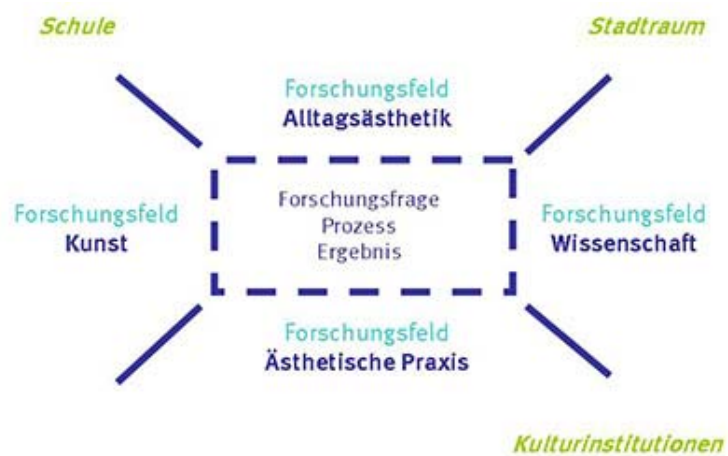 Schule
Stadtraum
Forschungsfeld
Alltagsästhetik
Forschungsfeld
Kunst
Forschungsfrage
Prozess
Ergebnis
Forschungsfeld
Wissenschaft
Forschungsfeld
Ästhetische Praxis
Kulturinstitutionen